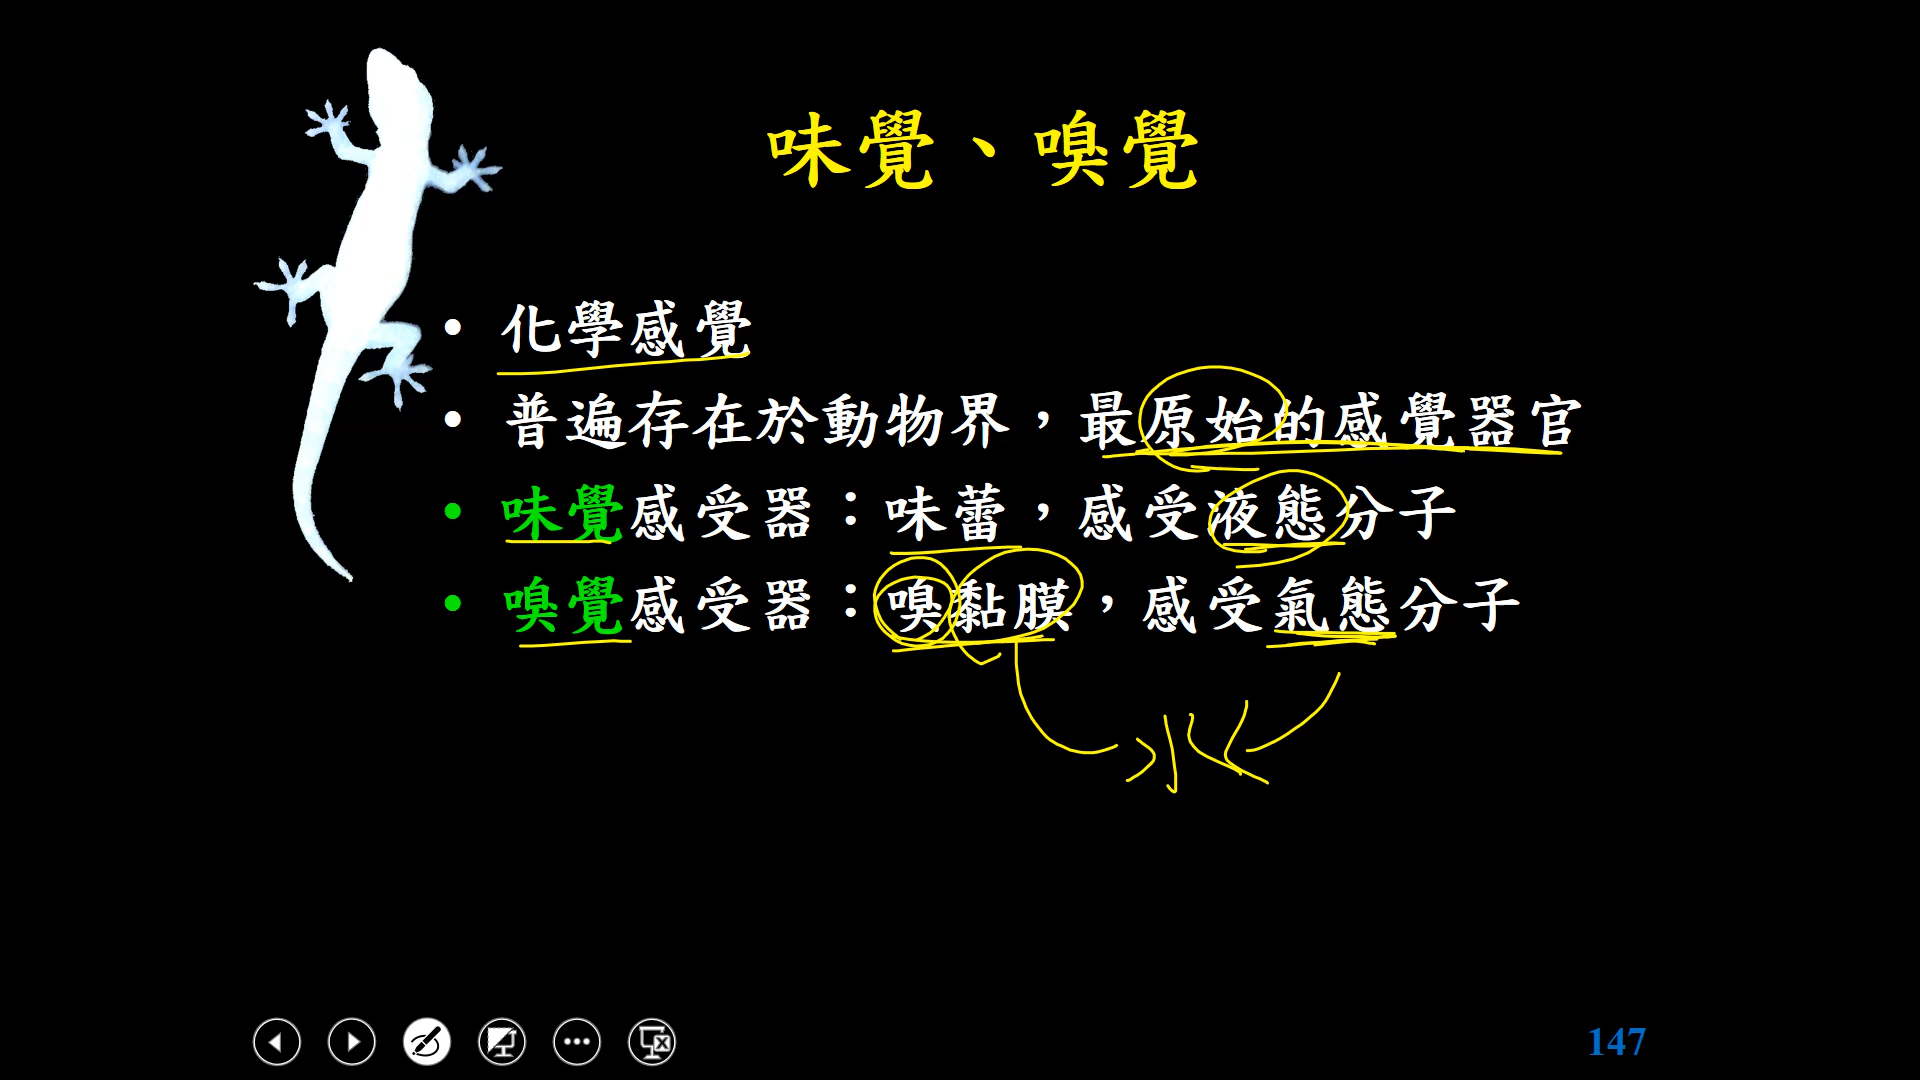 味覺、嗅覺
• 化學感覺
• 普遍存在於動物界，最原始的感覺器官
• 味覺感受器：味蕾，感受液態分子
• 嗅覺感受器：嗅黏膜，感受氣態分子
水
147